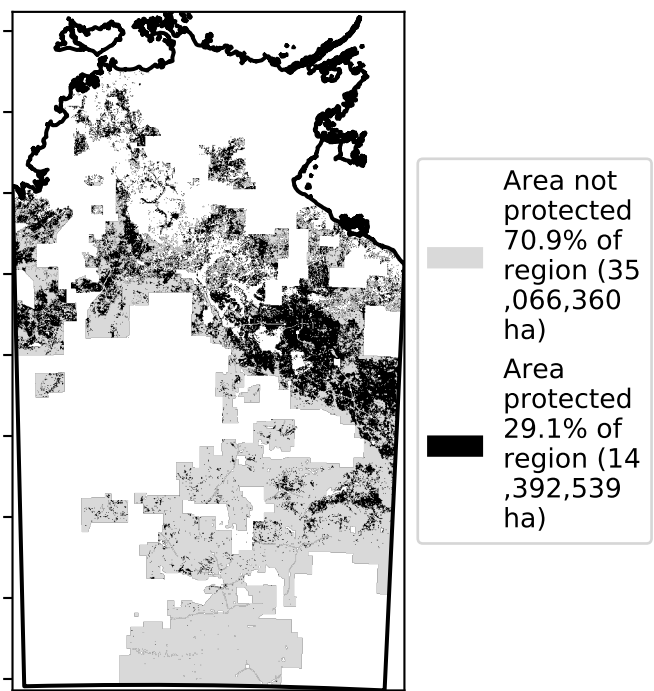 Area not
protected
70.9% of
region (35
,066,360
ha)
Area
protected
29.1% of
region (14
,392,539
ha)